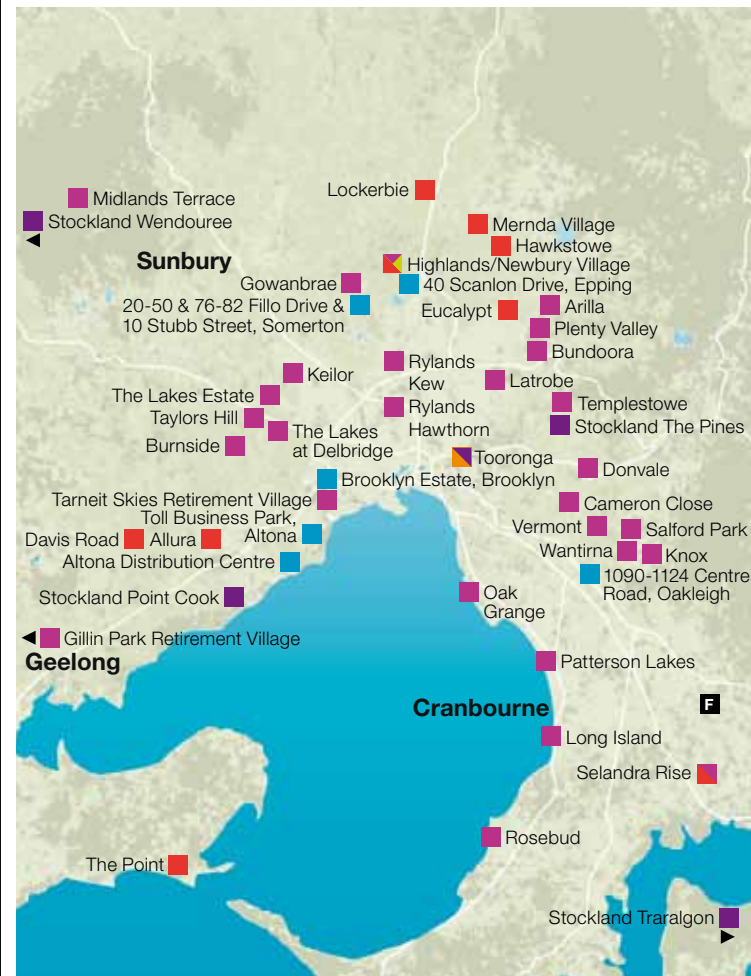 Lockerbie
Midlands Terrace
Stockland Wendouree
Mernda Village
Hawkstowe
Sunbury
Highlands/Newbury Village
Gowanbrae
40 Scanlon Drive, Epping
20-50 & 76-82 Fillo Drive &
10 Stubb Street, Somerton
Eucalypt
Arilla
Plenty Valley
Bundoora
Rylands
Kew
Keilor
Latrobe
The Lakes Estate
Templestowe
Rylands
Hawthorn
Taylors Hill
Stockland The Pines
The Lakes
at Delbridge
Burnside
Tooronga
Donvale
Brooklyn Estate, Brooklyn
Tarneit Skies Retirement Village
Cameron Close
Toll Business Park,
Altona
Vermont
Salford Park
Davis Road
Allura
Wantirna
Knox
Altona Distribution Centre
1090-1124 Centre
Road, Oakleigh
Stockland Point Cook
Oak
Grange
Gillin Park Retirement Village
Geelong
Patterson Lakes
Cranbourne
F
Long Island
Selandra Rise
Rosebud
The Point
Stockland Traralgon